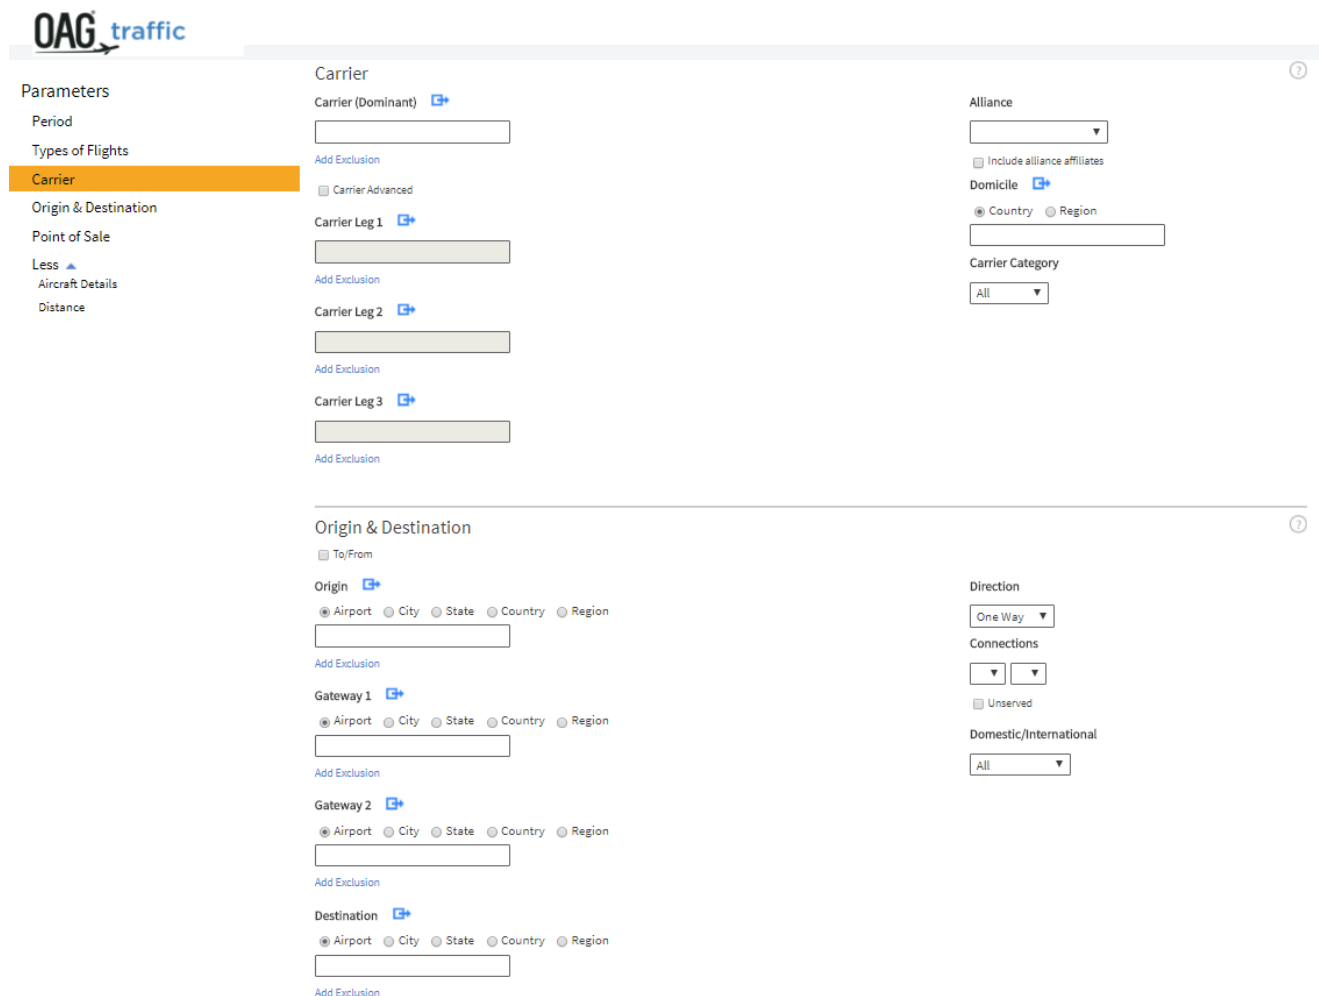 OAG traffic
Parameters
Period
Types of Flights
Carrier
Origin & Destination
Point of Sale
Less
Aircraft Details
Distance
Carrier
?
Carrier (Dominant)
Add Exclusion
Carrier Advanced
Carrier Leg 1
Add Exclusion
Carrier Leg 2
Add Exclusion
Carrier Leg 3
Add Exclusion
Alliance
Include alliance affiliates
Domicile
Country Region
Carrier Category
All
Origin & Destination
?
To/From
Origin
Airport City State Country Region
Add Exclusion
Gateway 1
Airport City State Country Region
Add Exclusion
Gateway 2
Airport City State Country Region
Add Exclusion
Destination
Airport City State Country Region
Add Exclusion
Direction
One Way
Connections
Unserved
Domestic/International
All